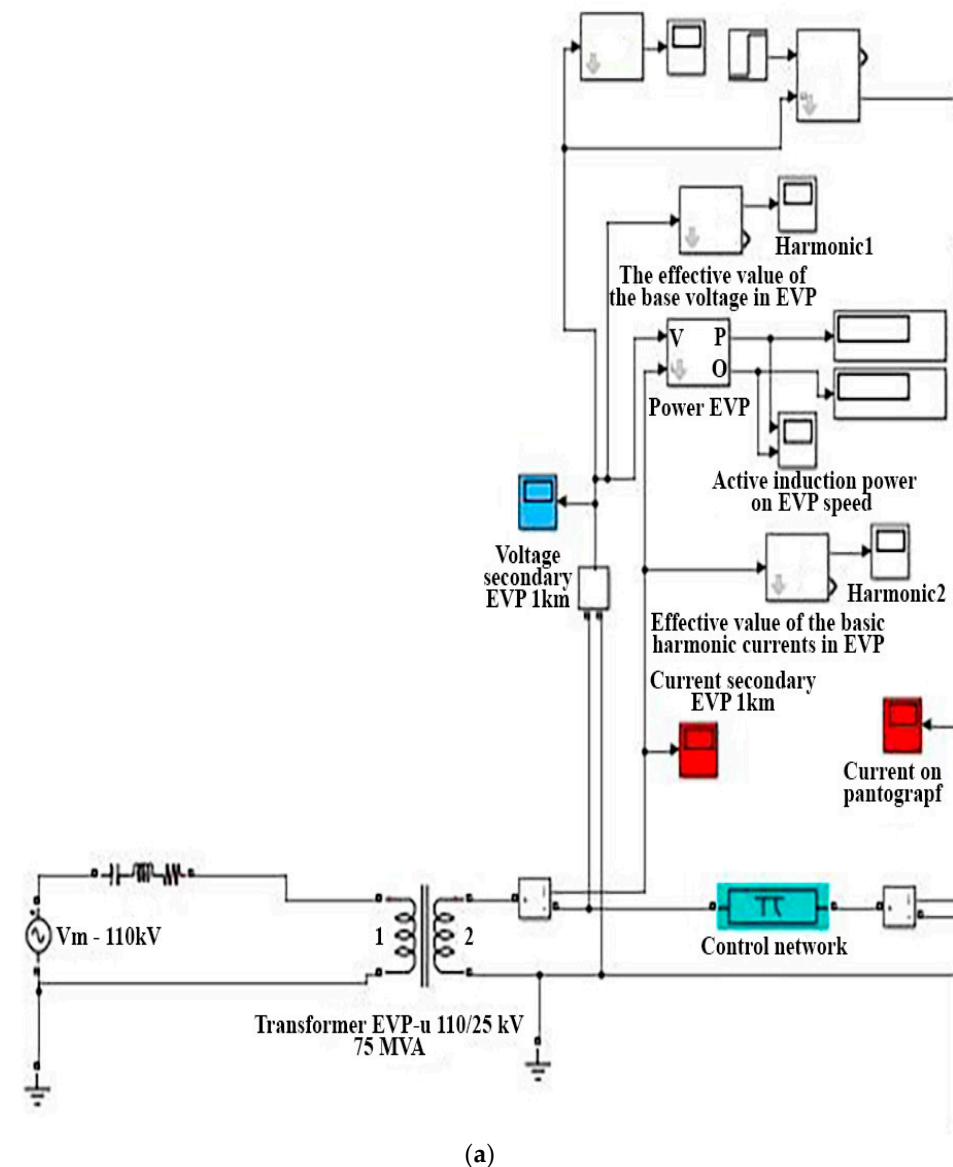 Harmonic1
The effective value of
the base voltage in EVP
V P
O
Power EVP
Active induction power
on EVP speed
Voltage
secondary
EVP 1km
Harmonic2
Effective value of the basic
harmonic currents in EVP
Current secondary
EVP 1km
Current on
pantograpf
Vm - 110kV
1 2
Control network
Transformer EVP-u 110/25 kV
75 MVA
(a)